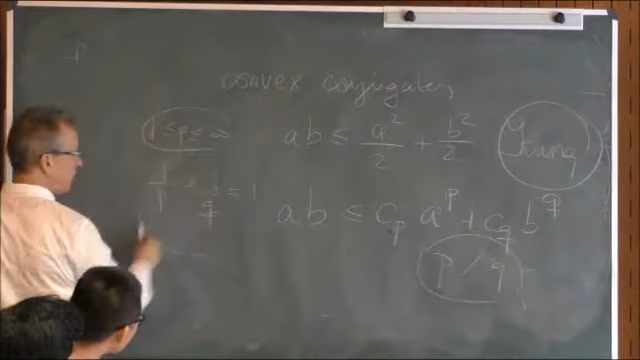 convex conjugates
1 ≤ p ≤ ∞
ab ≤ a²/2 + b²/2
Young
1/p + 1/q = 1
ab ≤ c_p a^p + c_q b^q
p / q